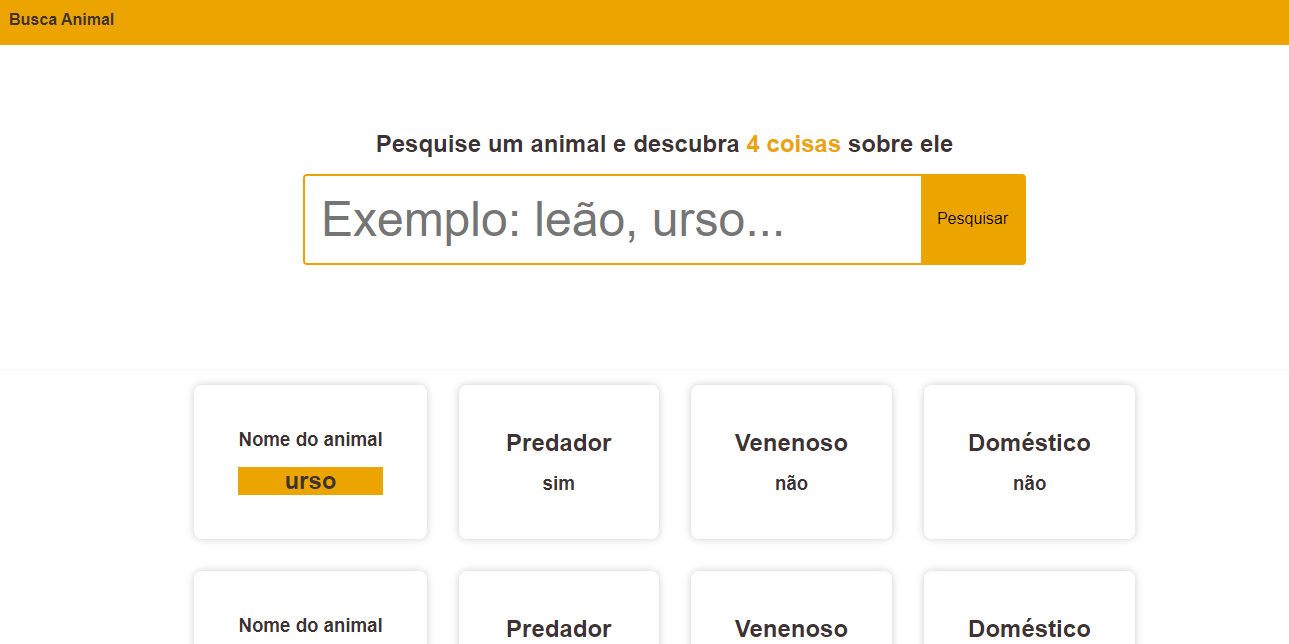 Busca Animal
Pesquise um animal e descubra 4 coisas sobre ele
Exemplo: leão, urso...
Pesquisar
Nome do animal
urso
Predador
sim
Venenoso
não
Doméstico
não
Nome do animal
Predador
Venenoso
Doméstico